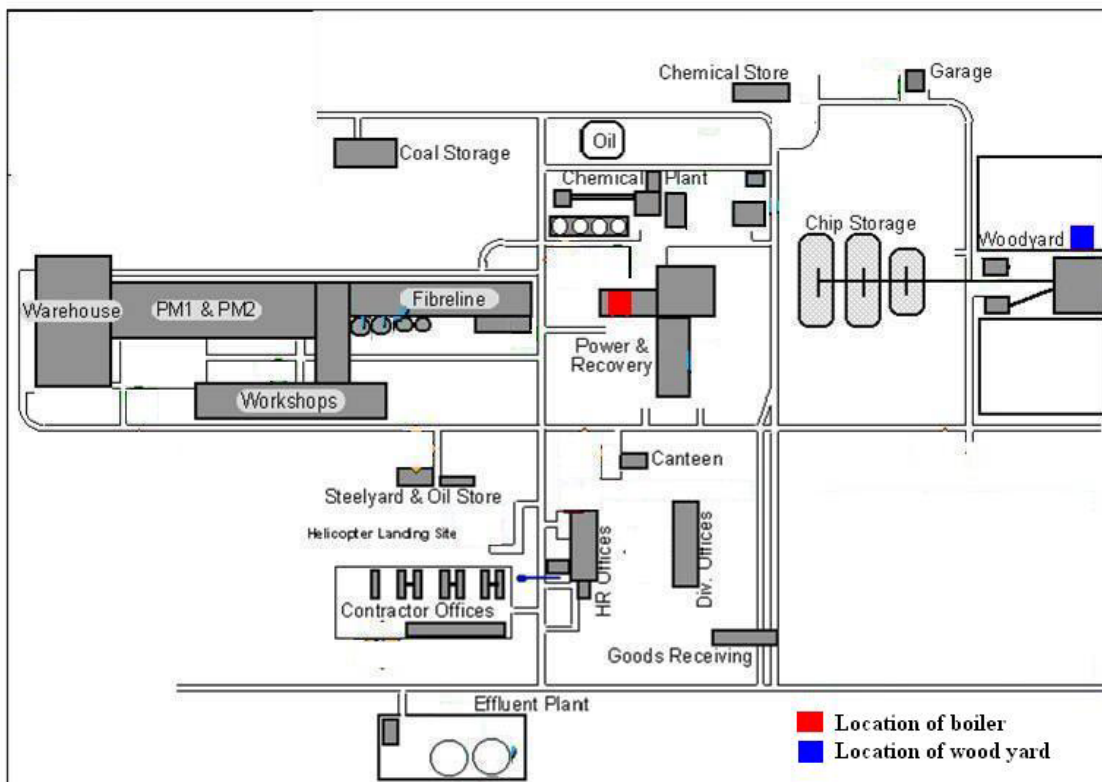 Chemical Store
Garage
Oil
Coal Storage
Chemical Plant
Chip Storage
Woodyard
Warehouse
PM1 & PM2
Fibreline
Power &
Recovery
Workshops
Canteen
Steelyard & Oil Store
Helicopter Landing Site
HR Offices
Div. Offices
Contractor Offices
Goods Receiving
Effluent Plant
Location of boiler
Location of wood yard